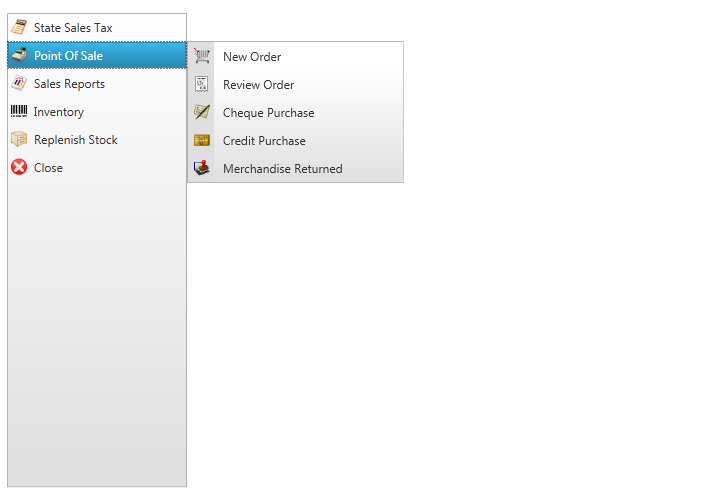 State Sales Tax
Point Of Sale
Sales Reports
Inventory
Replenish Stock
Close
New Order
Review Order
Cheque Purchase
Credit Purchase
Merchandise Returned